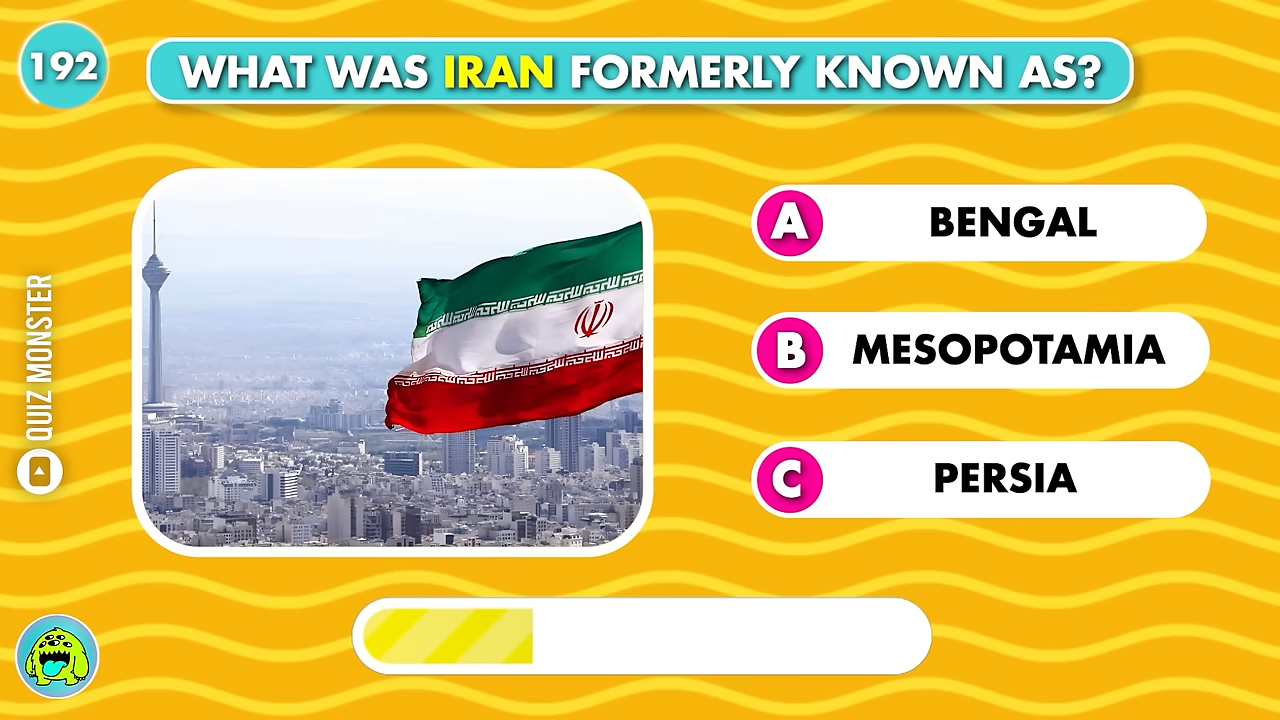 192
WHAT WAS IRAN FORMERLY KNOWN AS?
A BENGAL
B MESOPOTAMIA
C PERSIA
QUIZ MONSTER